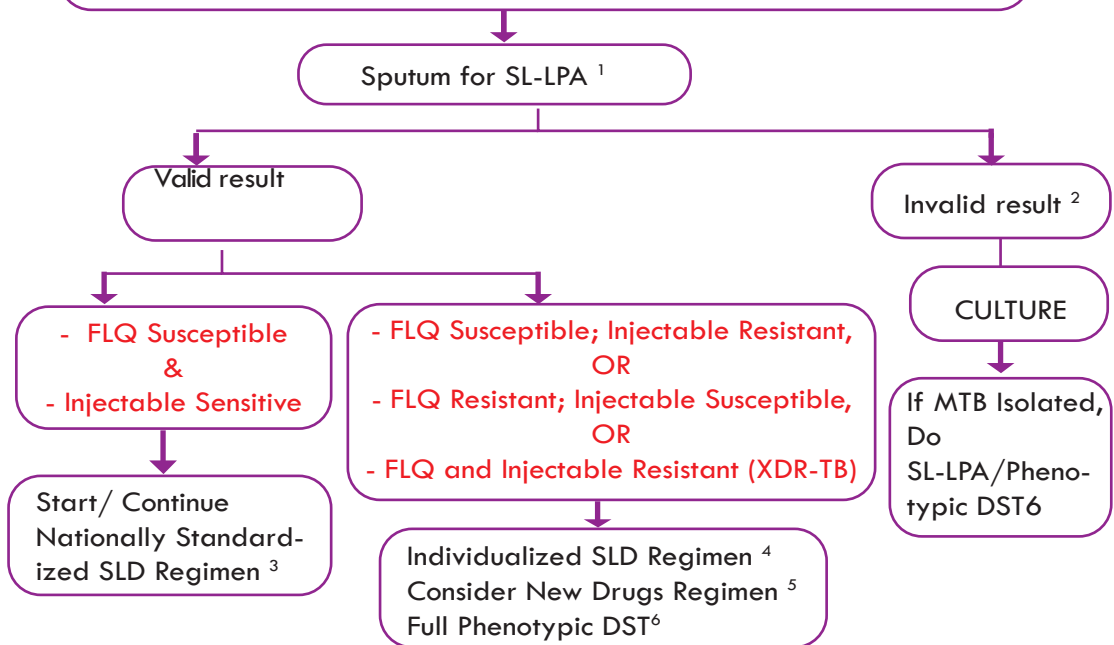 Sputum for SL-LPA ¹
Valid result
Invalid result ²
CULTURE
- FLQ Susceptible
&
- Injectable Sensitive
- FLQ Susceptible; Injectable Resistant,
OR
- FLQ Resistant; Injectable Susceptible,
OR
- FLQ and Injectable Resistant (XDR-TB)
If MTB Isolated,
Do
SL-LPA/Pheno-
typic DST6
Start/ Continue
Nationally Standard-
ized SLD Regimen ³
Individualized SLD Regimen ⁴
Consider New Drugs Regimen ⁵
Full Phenotypic DST⁶